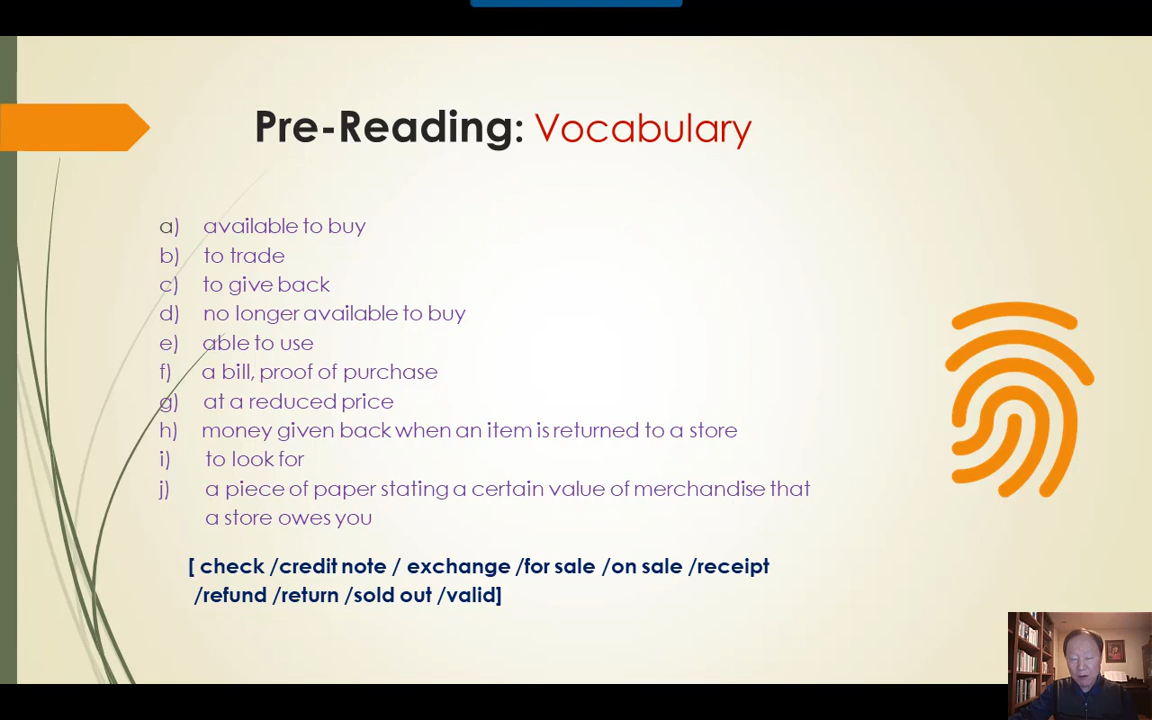 Pre-Reading: Vocabulary
a) available to buy
b) to trade
c) to give back
d) no longer available to buy
e) able to use
f) a bill, proof of purchase
g) at a reduced price
h) money given back when an item is returned to a store
i) to look for
j) a piece of paper stating a certain value of merchandise that
a store owes you
[ check /credit note / exchange /for sale /on sale /receipt
/refund /return /sold out /valid]